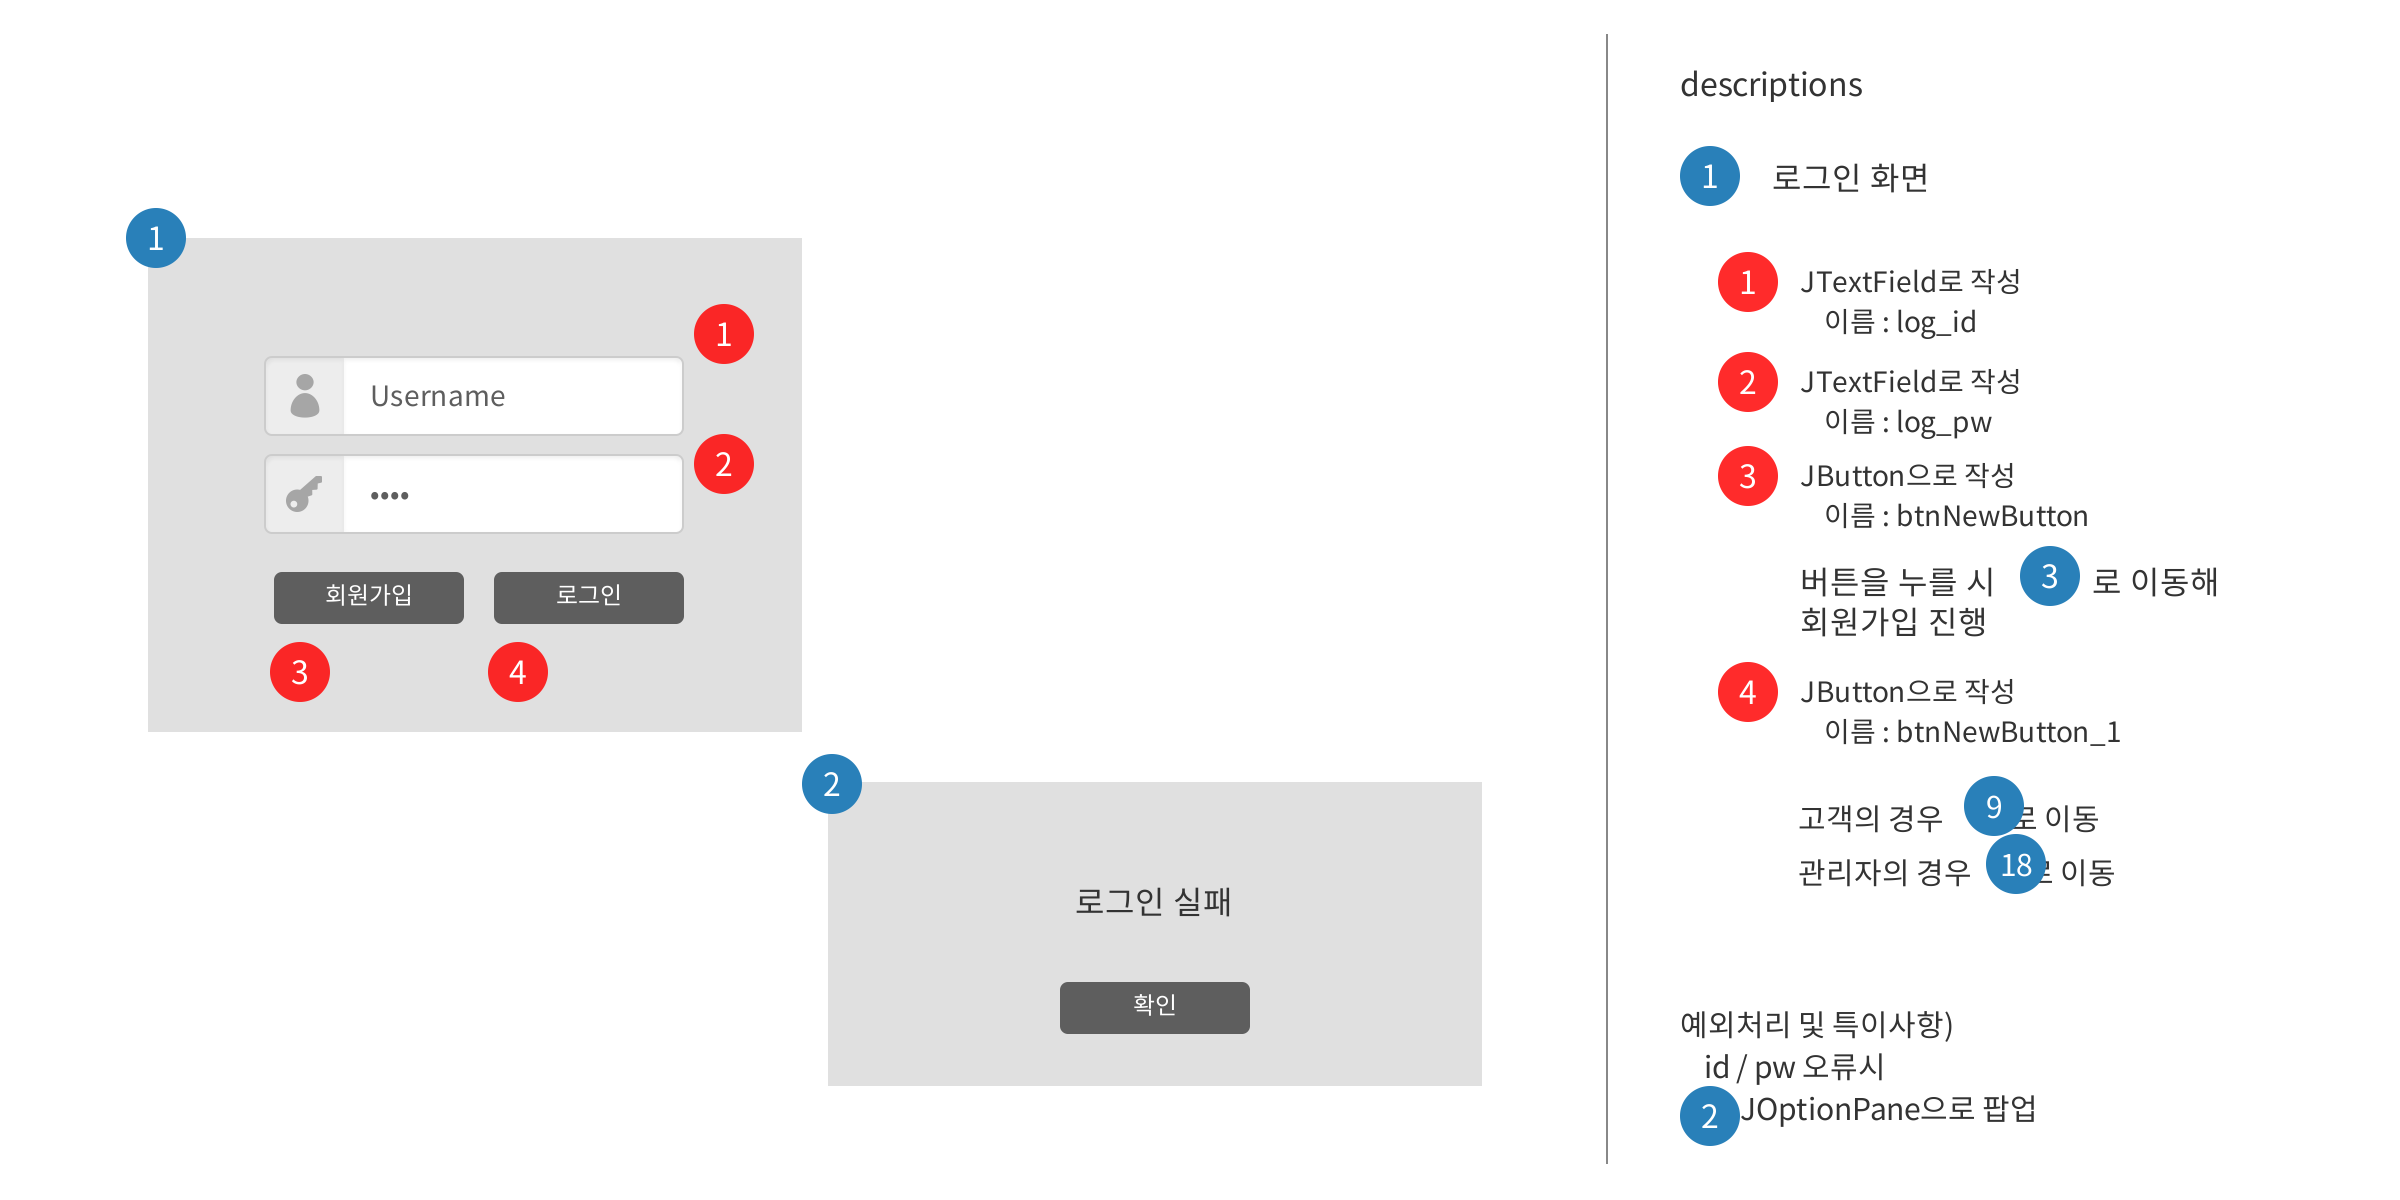 1
1
Username
2
••••
회원가입
로그인
3
4
2
로그인 실패
확인
descriptions
1 로그인 화면
1 JTextField로 작성
이름 : log_id
2 JTextField로 작성
이름 : log_pw
3 JButton으로 작성
이름 : btnNewButton
버튼을 누를 시 3 로 이동해
회원가입 진행
4 JButton으로 작성
이름 : btnNewButton_1
고객의 경우 9 로 이동
관리자의 경우 18 로 이동
예외처리 및 특이사항)
id / pw 오류시
2 JOptionPane으로 팝업